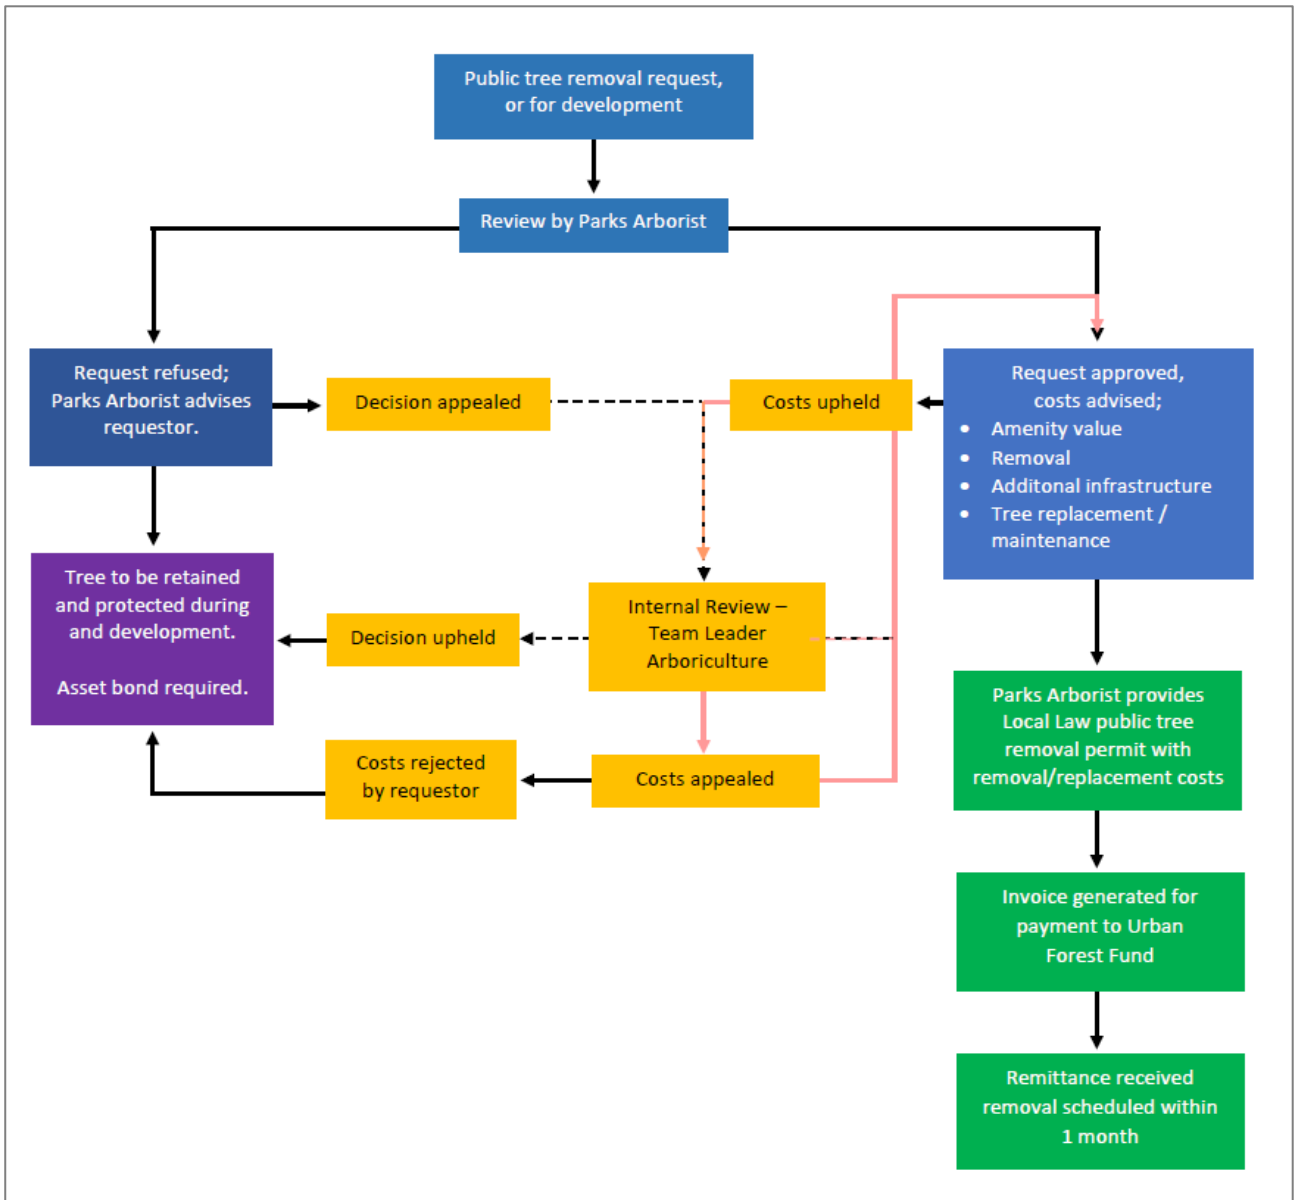 Public tree removal request,
or for development
Review by Parks Arborist
Request refused;
Parks Arborist advises
requestor.
Decision appealed
Costs upheld
Request approved,
costs advised;
• Amenity value
• Removal
• Additonal infrastructure
• Tree replacement /
maintenance
Tree to be retained
and protected during
and development.
Asset bond required.
Decision upheld
Internal Review –
Team Leader
Arboriculture
Costs rejected
by requestor
Costs appealed
Parks Arborist provides
Local Law public tree
removal permit with
removal/replacement costs
Invoice generated for
payment to Urban
Forest Fund
Remittance received
removal scheduled within
1 month